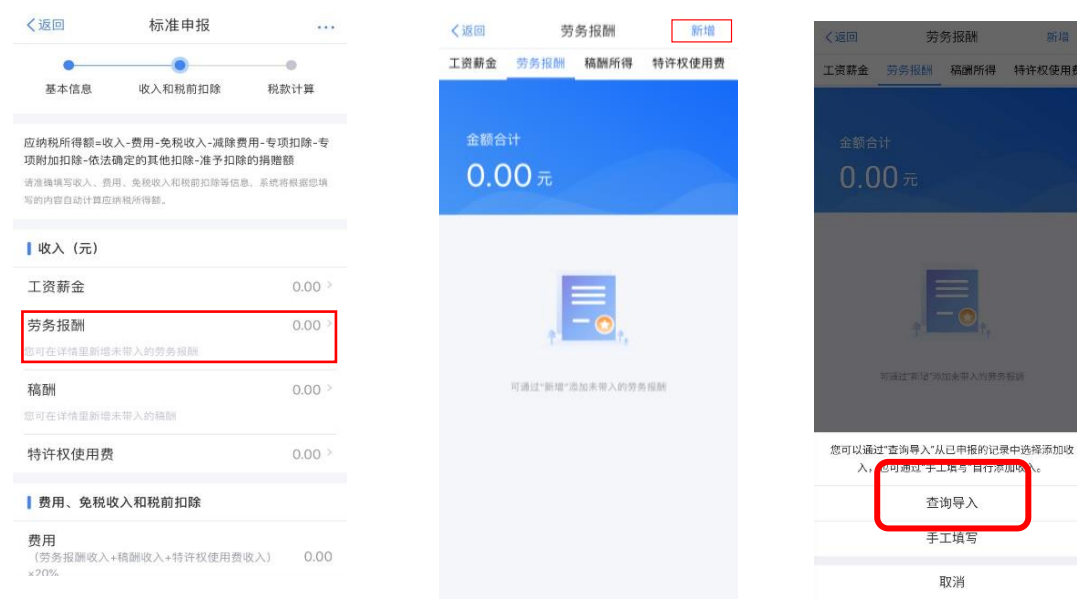 返回
标准申报
...
基本信息
收入和税前扣除
税款计算
应纳税所得额=收入-费用-免税收入-减除费用-专项扣除-专
项附加扣除-依法确定的其他扣除-准予扣除的捐赠额
请准确填写收入、费用、免税收入和税前扣除等信息，系统将根据您填
写的内容自动计算应纳税所得额。
收入（元）
工资薪金 0.00
劳务报酬 0.00
您可在详情里新增未带入的劳务报酬
稿酬 0.00
您可在详情里新增未带入的稿酬
特许权使用费 0.00
费用、免税收入和税前扣除
费用
（劳务报酬收入+稿酬收入+特许权使用费收入） 0.00
×20%
返回
劳务报酬
新增
工资薪金 劳务报酬 稿酬所得 特许权使用费
金额合计
0.00 元
可通过"新增"添加未带入的劳务报酬
返回
劳务报酬
新增
工资薪金 劳务报酬 稿酬所得 特许权使用费
金额合计
0.00 元
可通过"新增"添加未带入的劳务报酬
您可以通过"查询导入"从已申报的记录中选择添加收
入，也可通过"手工填写"自行添加收入。
查询导入
手工填写
取消